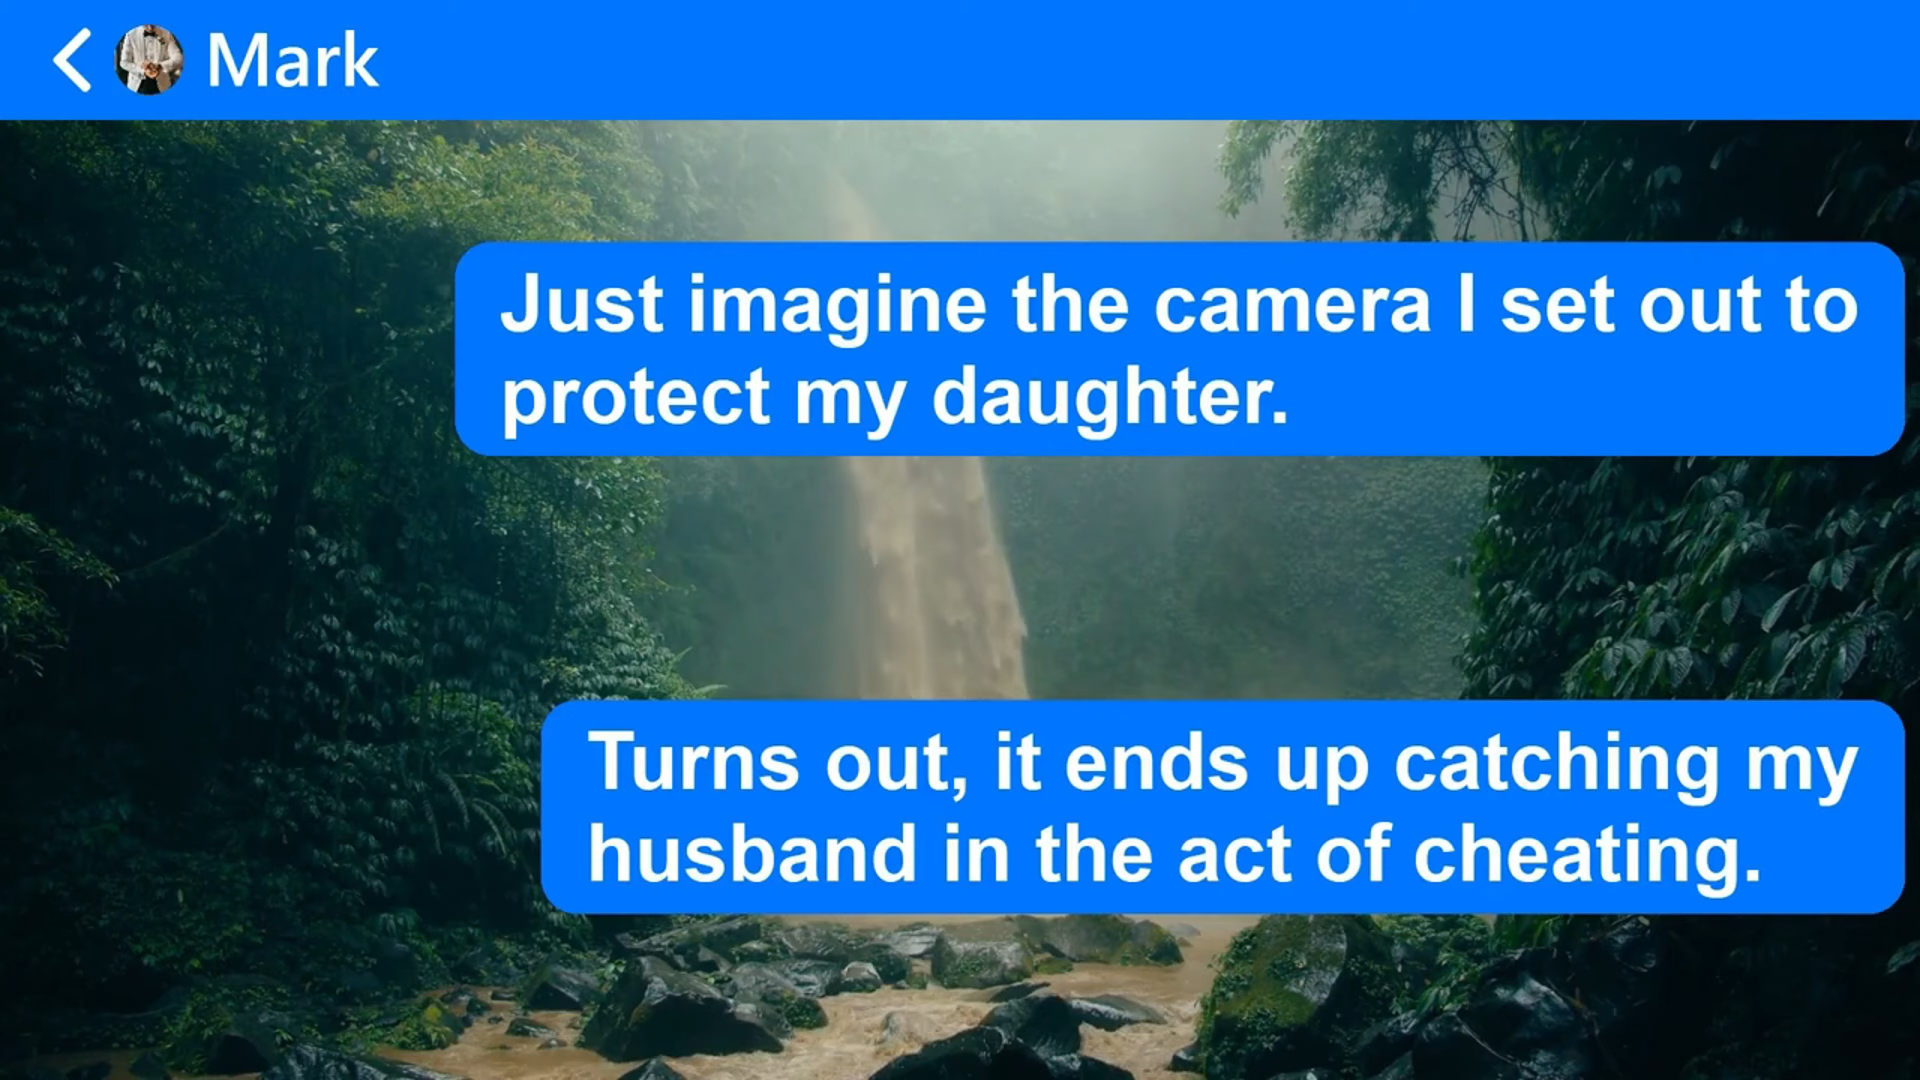 Mark
Just imagine the camera I set out to
protect my daughter.
Turns out, it ends up catching my
husband in the act of cheating.